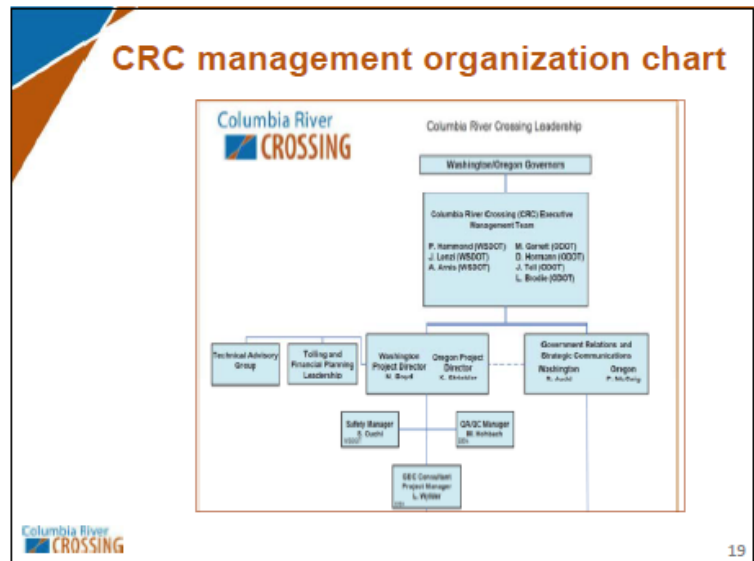 CRC management organization chart
Columbia River
CROSSING
Columbia River Crossing Leadership
Washington/Oregon Governors
Columbia River Crossing (CRC) Executive
Management Team
P. Hammond (WSDOT) M. Garrett (ODOT)
J. Lenzi (WSDOT) D. Hormann (ODOT)
A. Arnis (WSDOT) J. Tell (ODOT)
L. Brodie (ODOT)
Technical Advisory
Group
Tolling and
Financial Planning
Leadership
Washington
Project Director
N. Boyd
Oregon Project
Director
K. Strickler
Government Relations and
Strategic Communications
Washington Oregon
P. McCaig
Safety Manager
QA/QC Manager
GEC Consultant
Project Manager
Columbia River
CROSSING
19